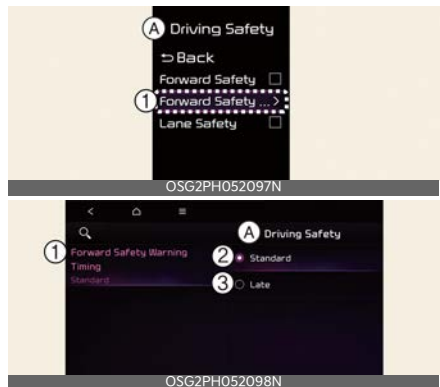 A Driving Safety
Back
Forward Safety
1 Forward Safety ... >
Lane Safety
OSG2PH052097N
A Driving Safety
1 Forward Safety Warning
Timing
Standard
2 Standard
3 Late
OSG2PH052098N